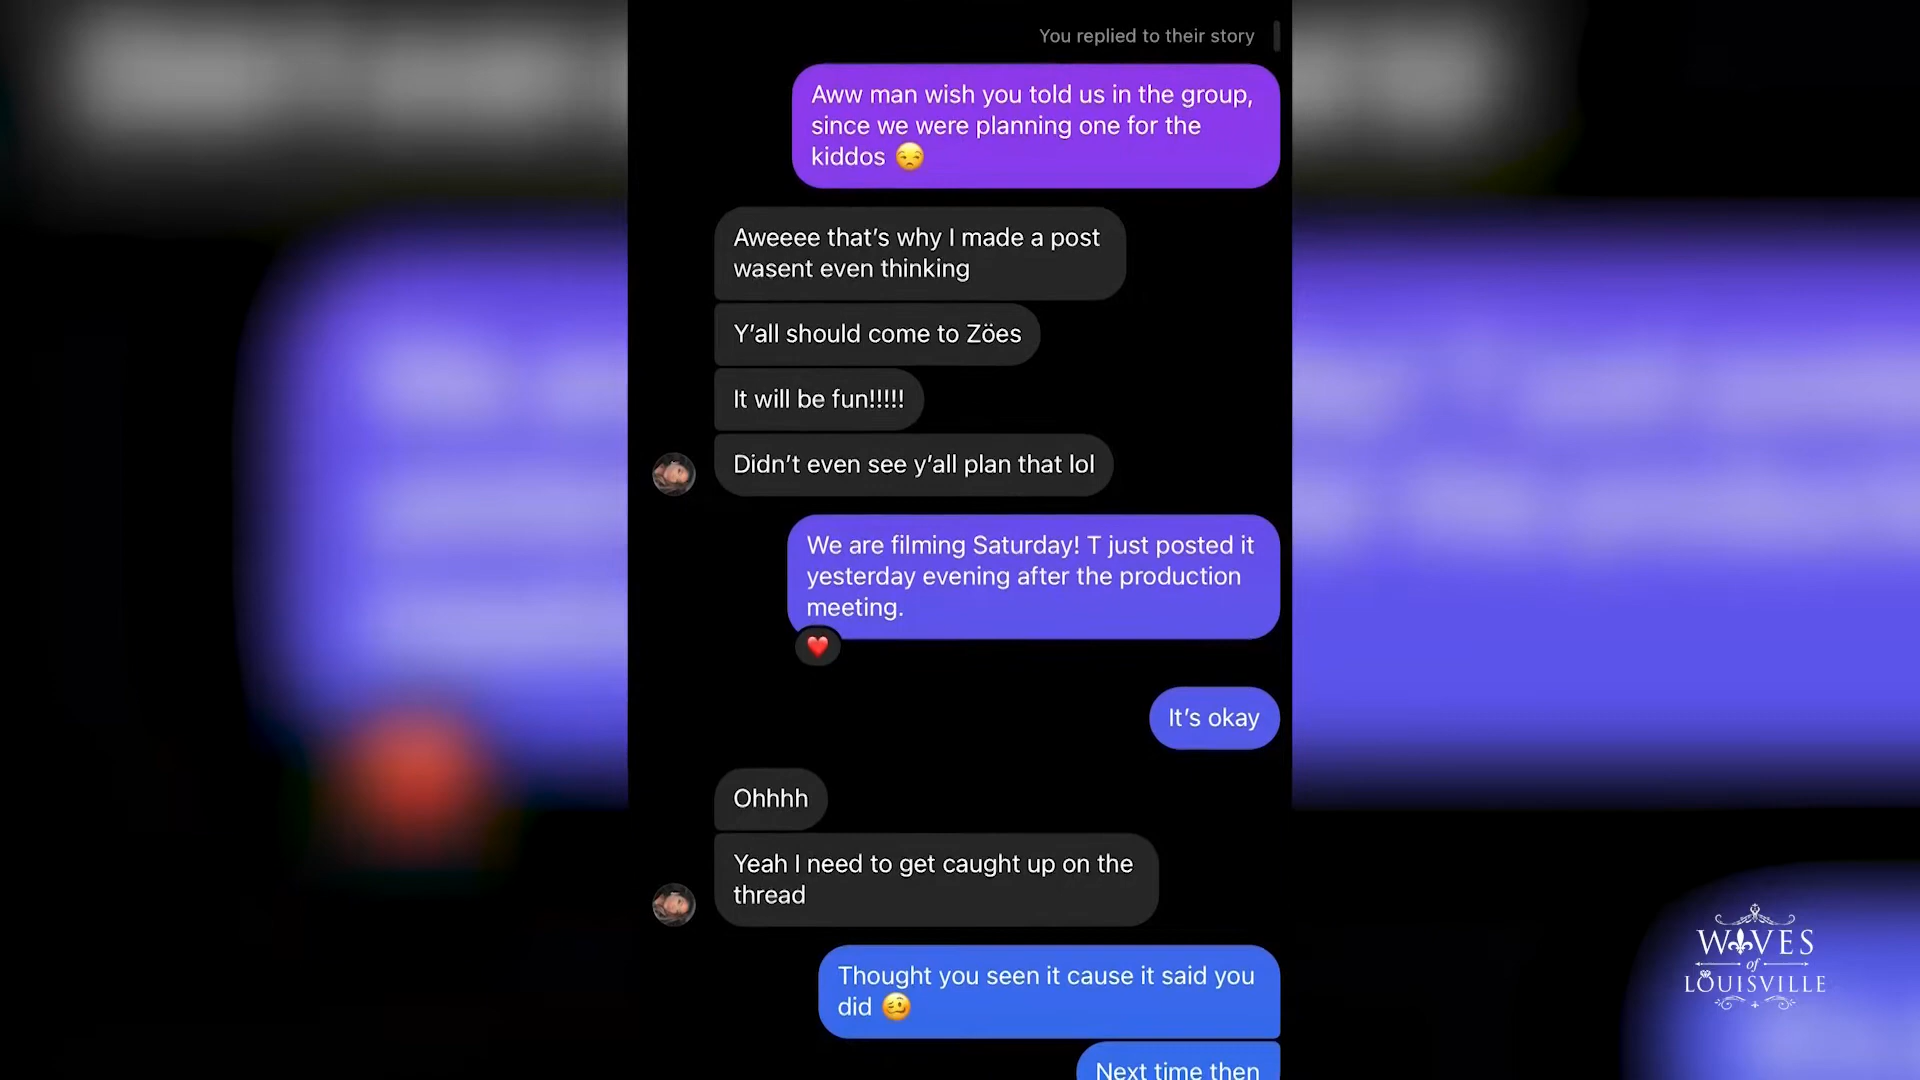 You replied to their story
Aww man wish you told us in the group,
since we were planning one for the
kiddos 😒
Aweeee that's why I made a post
wasent even thinking
Y'all should come to Zöes
It will be fun!!!!!
Didn't even see y'all plan that lol
We are filming Saturday! T just posted it
yesterday evening after the production
meeting.
It's okay
Ohhhh
Yeah I need to get caught up on the
thread
Thought you seen it cause it said you
did 🥴
Next time then
WIVES
of
LOUISVILLE